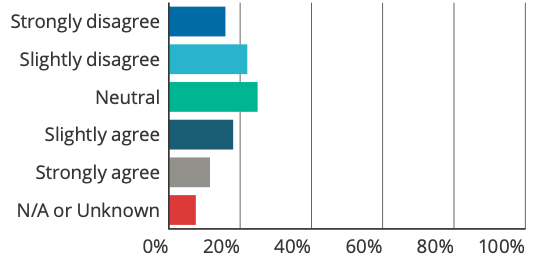 Strongly disagree
Slightly disagree
Neutral
Slightly agree
Strongly agree
N/A or Unknown
0% 20% 40% 60% 80% 100%